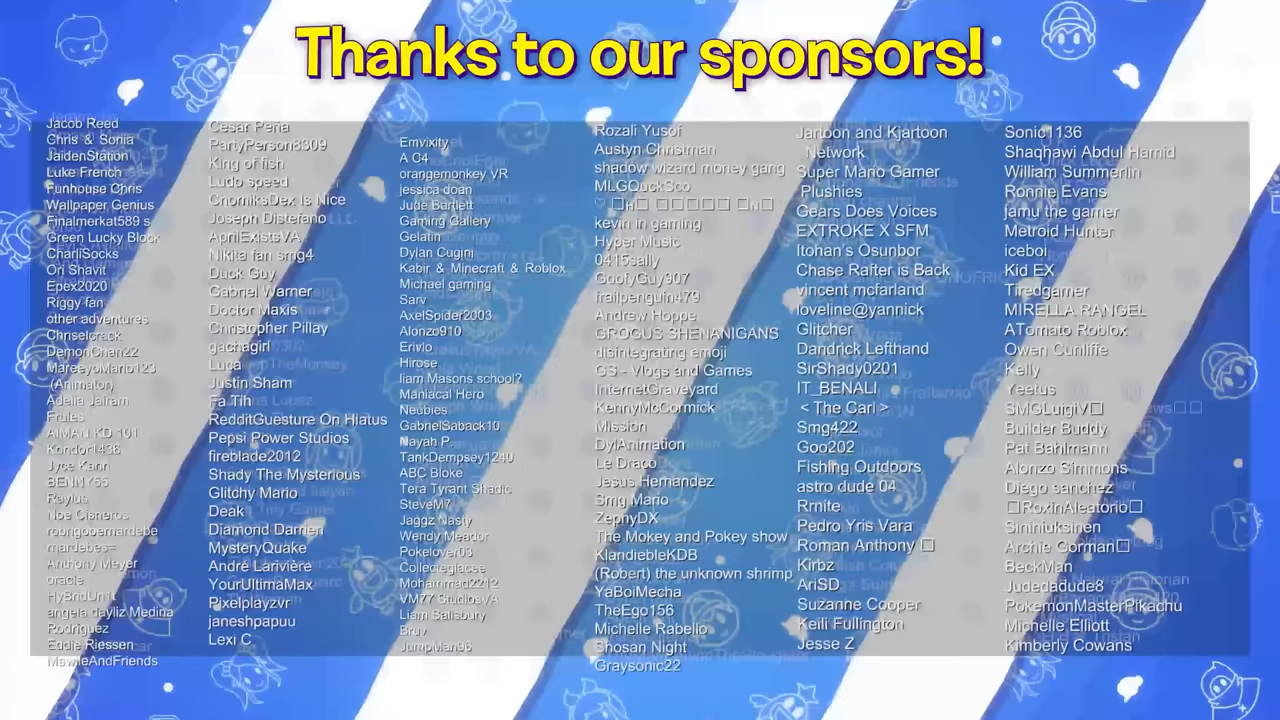 Thanks to our sponsors!
Jacob Reed
Chris & Sonia
JaidenStation
Luke French
Funhouse Chris
Wallpaper Genius
Finalmerkat589 s
Green Lucky Block
CharliSocks
Ori Shavit
Epex2020
Riggy fan
other adventures
Chriselcrack
DemonChan22
MareeyoMario123
(Animator)
Adelia Jairam
Fruies
AIMAN KD 101
Kondor1436
Jyce Kahn
BENNY55
Raylus
Noe Cisneros
rodrigooemardebe
mardebes=
Anthony Meyer
oracle
HyBridUn1t
angela dayliz Medina
Rodriguez
Eddie Riessen
MawileAndFriends
Cesar Peña
PartyPerson8309
King of fish
Ludo speed
ChomiksDex Is Nice
Joseph Distefano
AprilExistsVA
Nikita fan smg4
Duck Guy
Gabriel Warner
Doctor Maxis
Christopher Pillay
gachagirl
Luca
Justin Sham
Fa Tih
RedditGuesture On Hiatus
Pepsi Power Studios
fireblade2012
Shady The Mysterious
Glitchy Mario
Deak
Diamond Darrien
MysteryQuake
André Larivière
YourUltimaMax
Pixelplayzvr
janeshpapuu
Lexi C
Emvixity
A C4
orangemonkey VR
jessica doan
Jude Bartlett
Gaming Gallery
Gelatin
Dylan Cugini
Kabir & Minecraft & Roblox
Michael gaming
Sarv
AxelSpider2003
Alonzo910
Erivlo
Hirose
liam Masons school?
Maniacal Hero
Neubies
GabrielSaback10
Nayah P.
TankDempsey1240
ABC Bloke
Tera Tyrant Shadic
SteveM7
Jaggz Nasty
Wendy Meador
Pokelover03
Collegiejacee
Mohammad2212
VM77 StudiosVA
Liam Salisbury
Bruv
JumpMan96
Rozali Yusof
Austyn Christman
shadow wizard money gang
MLGQuckSco
kevin in gaming
Hyper Music
0415sally
GoofyGuy907
frailpenguin479
Andrew Hoppe
GROGUS SHENANIGANS
disintegrating emoji
GS - Vlogs and Games
InternetGraveyard
KennyMcCormick
Mission
DylAnimation
Le Draco
Jesus Hernandez
Smg Mario
ZephyDX
The Mokey and Pokey show
KlandiebleKDB
(Robert) the unknown shrimp
YaBoiMecha
TheEgo156
Michelle Rabello
Shosan Night
Graysonic22
Jartoon and Kjartoon
Network
Super Mario Gamer
Plushies
Gears Does Voices
EXTROKE X SFM
Itohan's Osunbor
Chase Rafter is Back
vincent mcfarland
loveline@yannick
Glitcher
Dandrick Lefthand
SirShady0201
IT_BENALI
< The Carl >
Smg422
Goo202
Fishing Outdoors
astro dude 04
Rrnite
Pedro Yris Vara
Roman Anthony □
Kirbz
AriSD
Suzanne Cooper
Keili Fullington
Jesse Z
Sonic1136
Shaqhawi Abdul Hamid
William Summerlin
Ronnie Evans
jamu the gamer
Metroid Hunter
iceboi
Kid EX
Tiredgamer
MIRELLA RANGEL
ATomato Roblox
Owen Cunliffe
Kelly
Yeetus
SMGLuigiV□
Builder Buddy
Pat Bahlmann
Alonzo Simmons
Diego sanchez
□RoxinAleatorio□
Siniriuksinen
Archie Gorman□
BeckMan
Judedadude8
PokemonMasterPikachu
Michelle Elliott
Kimberly Cowans